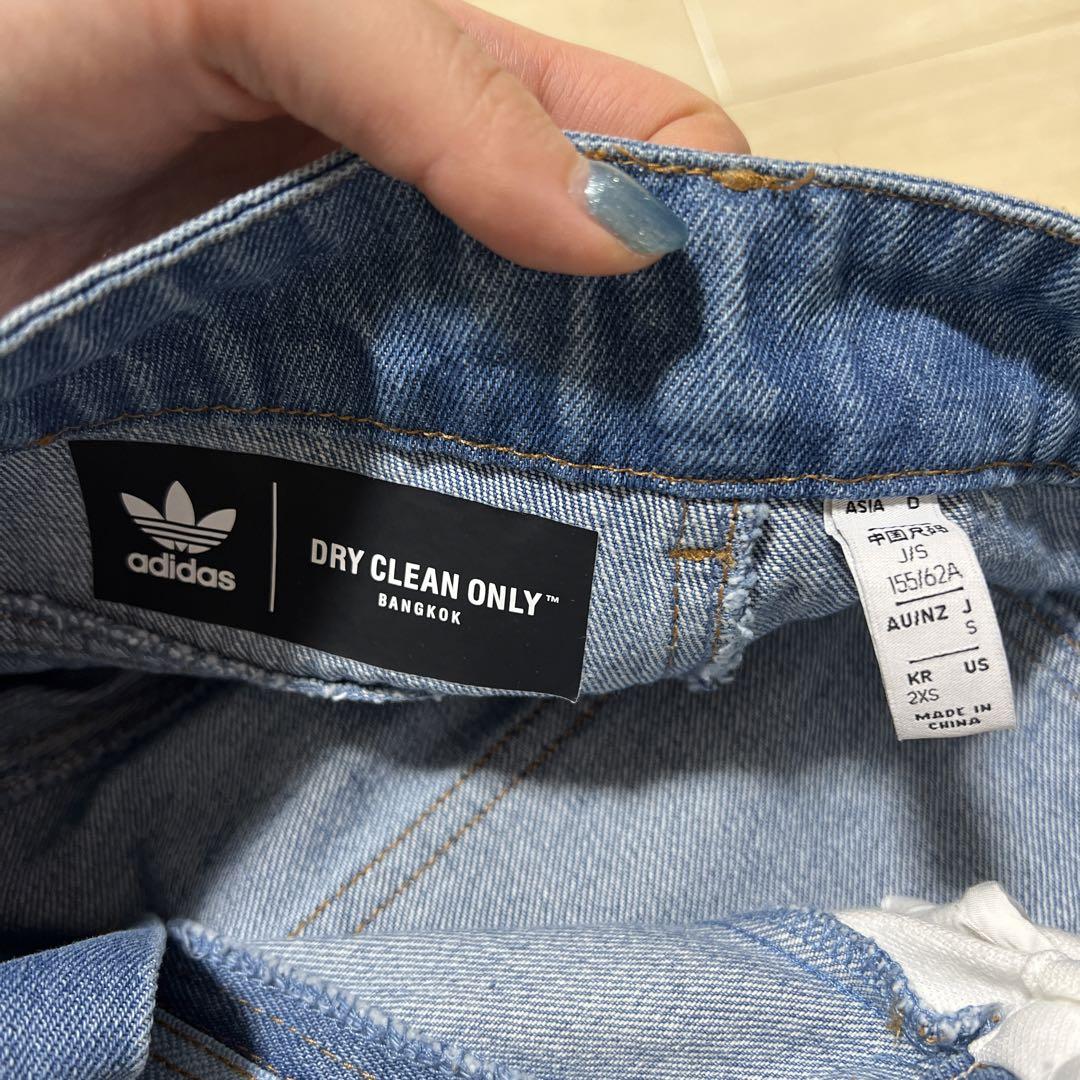 adidas
DRY CLEAN ONLY™
BANGKOK
ASIA D
中国尺码
J/S
155/62A
AU/NZ J
S
KR US
2XS
MADE IN
CHINA